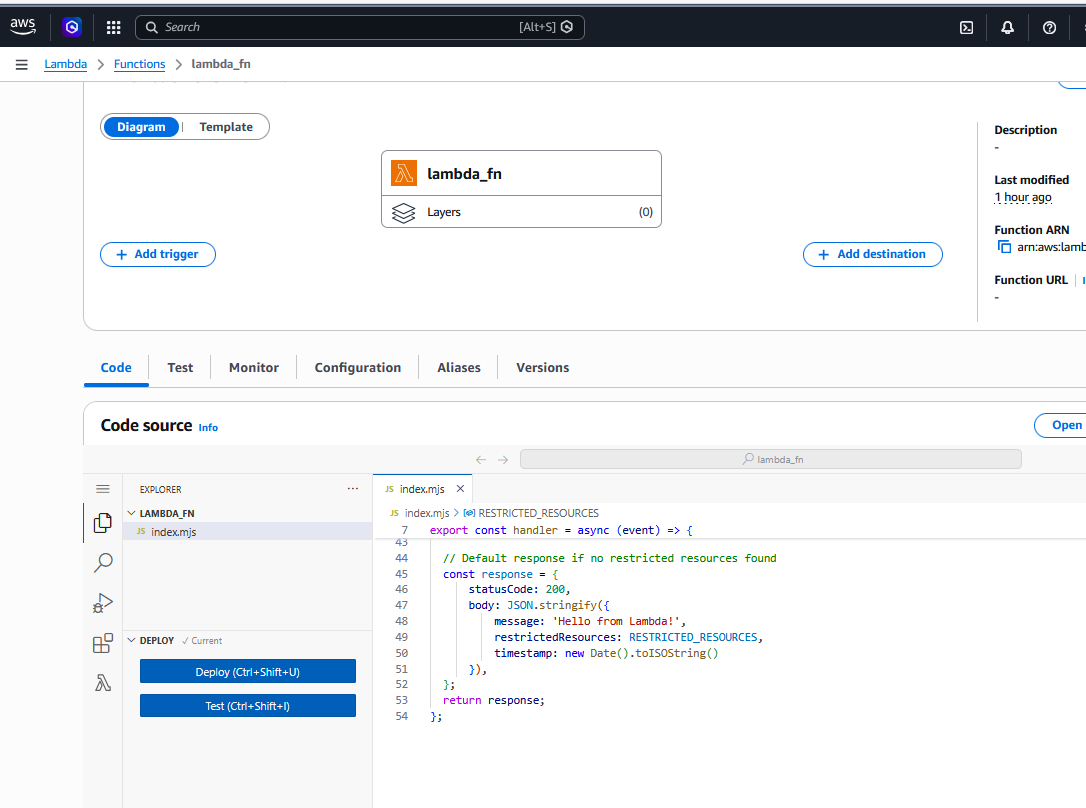 aws Search [Alt+S]
Lambda > Functions > lambda_fn
Diagram | Template
Description
-
lambda_fn
Last modified
1 hour ago
Layers (0)
Function ARN
arn:aws:lamb
+ Add trigger + Add destination
Function URL
-
Code Test Monitor Configuration Aliases Versions
Code source Info Open
lambda_fn
EXPLORER ...
JS index.mjs
LAMBDA_FN
JS index.mjs
DEPLOY ✓ Current
Deploy (Ctrl+Shift+U)
Test (Ctrl+Shift+I)
JS index.mjs > RESTRICTED_RESOURCES
7 export const handler = async (event) => {
43
44 // Default response if no restricted resources found
45 const response = {
46 statusCode: 200,
47 body: JSON.stringify({
48 message: 'Hello from Lambda!',
49 restrictedResources: RESTRICTED_RESOURCES,
50 timestamp: new Date().toISOString()
51 }),
52 };
53 return response;
54 };